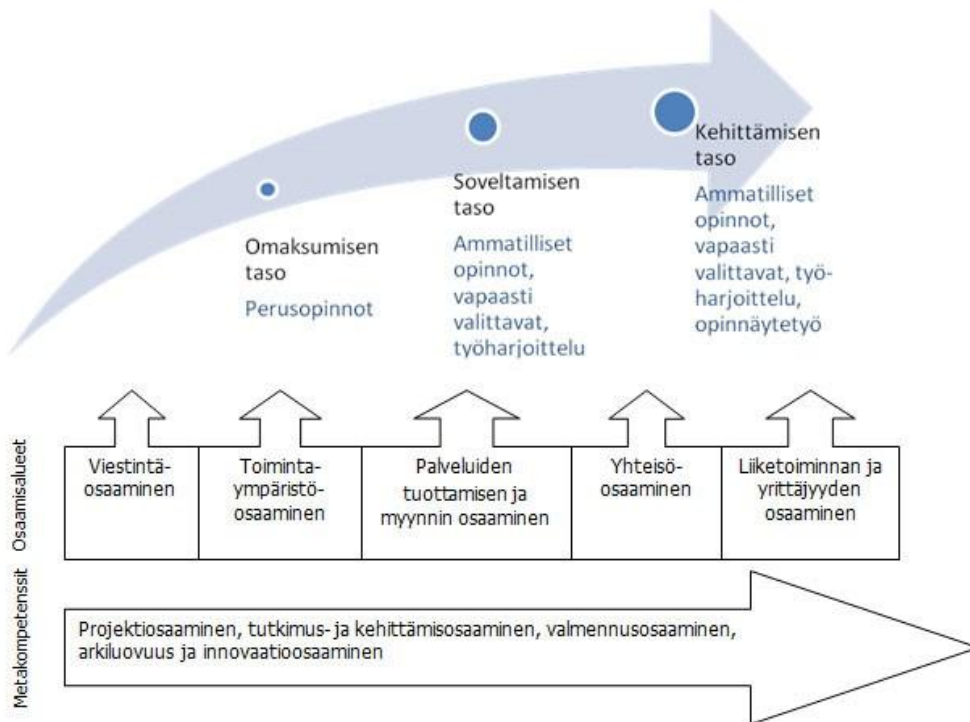 Omaksumisen
taso
Perusopinnot
Soveltamisen
taso
Ammatilliset
opinnot,
vapaasti
valittavat,
työharjoittelu
Kehittämisen
taso
Ammatilliset
opinnot,
vapaasti
valittavat, työ-
harjoittelu,
opinnäytetyö
Osaamisalueet
Viestintä-
osaaminen
Toiminta-
ympäristö-
osaaminen
Palveluiden
tuottamisen ja
myynnin osaaminen
Yhteisö-
osaaminen
Liiketoiminnan ja
yrittäjyyden
osaaminen
Metakompetenssit
Projektiosaaminen, tutkimus-ja kehittämisosaaminen, valmennusosaaminen,
arkiluovuus ja innovaatioosaaminen